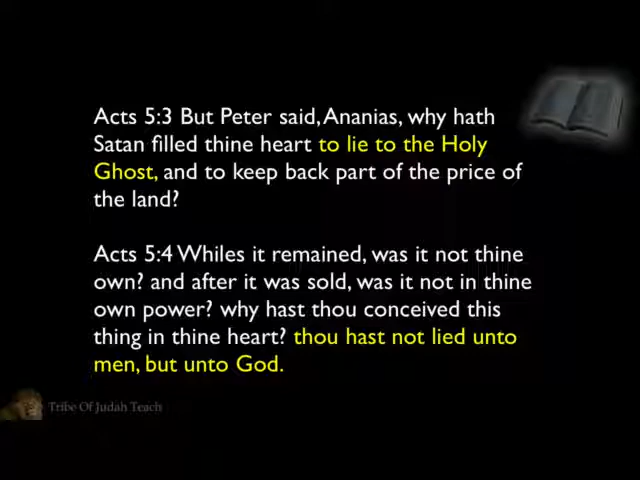 Acts 5:3 But Peter said, Ananias, why hath
Satan filled thine heart to lie to the Holy
Ghost, and to keep back part of the price of
the land?
Acts 5:4 Whiles it remained, was it not thine
own? and after it was sold, was it not in thine
own power? why hast thou conceived this
thing in thine heart? thou hast not lied unto
men, but unto God.
Tribe Of Judah Teach